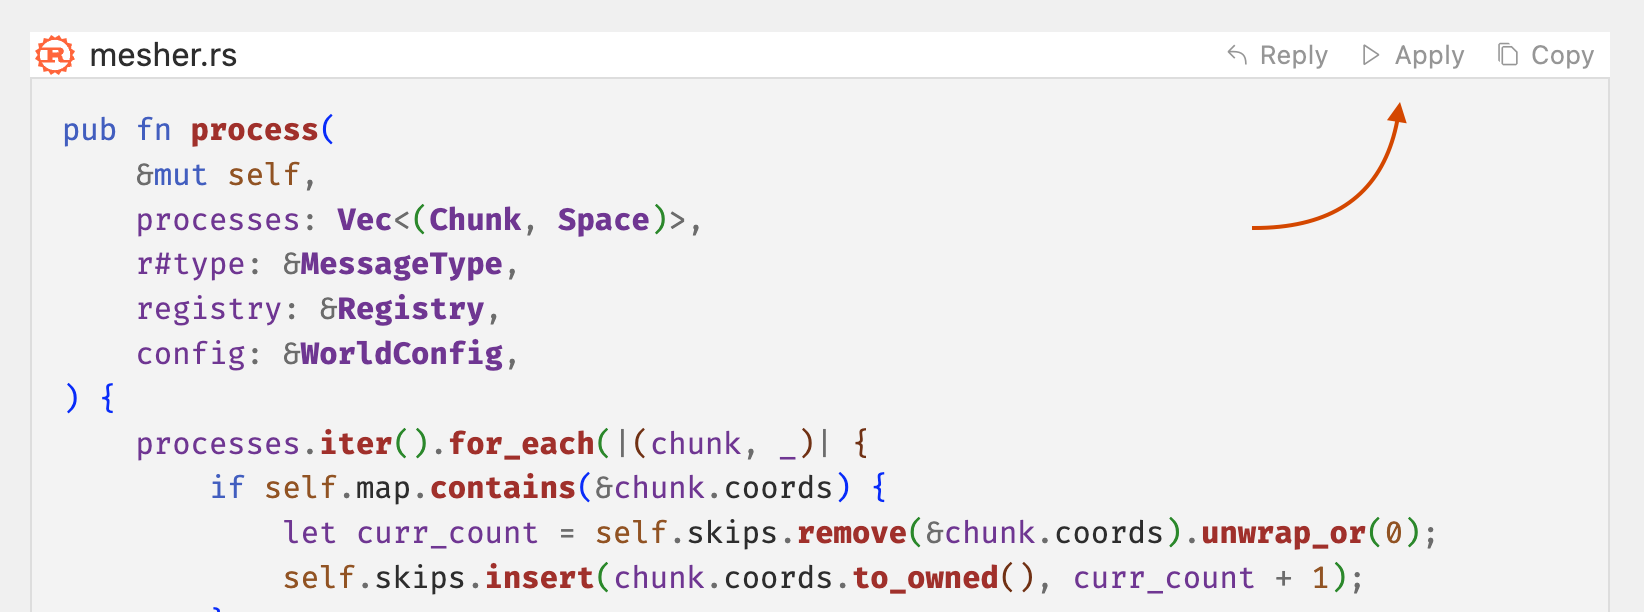 mesher.rs Reply Apply Copy
pub fn process(
    &mut self,
    processes: Vec<(Chunk, Space)>,
    r#type: &MessageType,
    registry: &Registry,
    config: &WorldConfig,
) {
    processes.iter().for_each(|(chunk, _)| {
        if self.map.contains(&chunk.coords) {
            let curr_count = self.skips.remove(&chunk.coords).unwrap_or(0);
            self.skips.insert(chunk.coords.to_owned(), curr_count + 1);